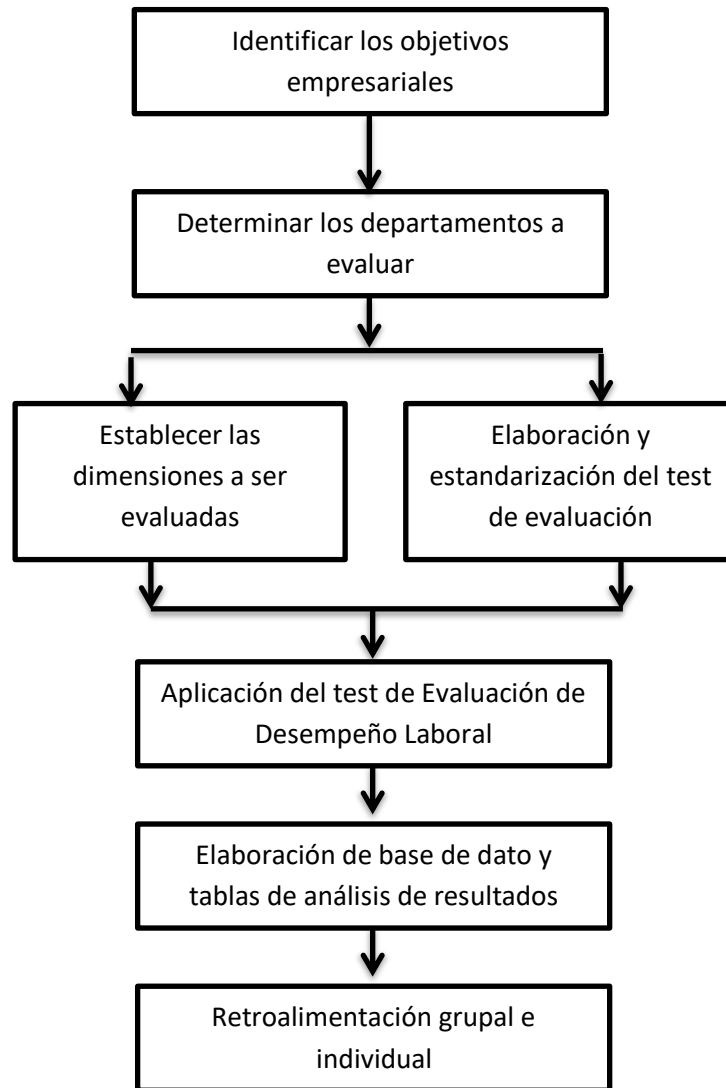 Identificar los objetivos
empresariales
Determinar los departamentos a
evaluar
Establecer las
dimensiones a ser
evaluadas
Elaboración y
estandarización del test
de evaluación
Aplicación del test de Evaluación de
Desempeño Laboral
Elaboración de base de dato y
tablas de análisis de resultados
Retroalimentación grupal e
individual